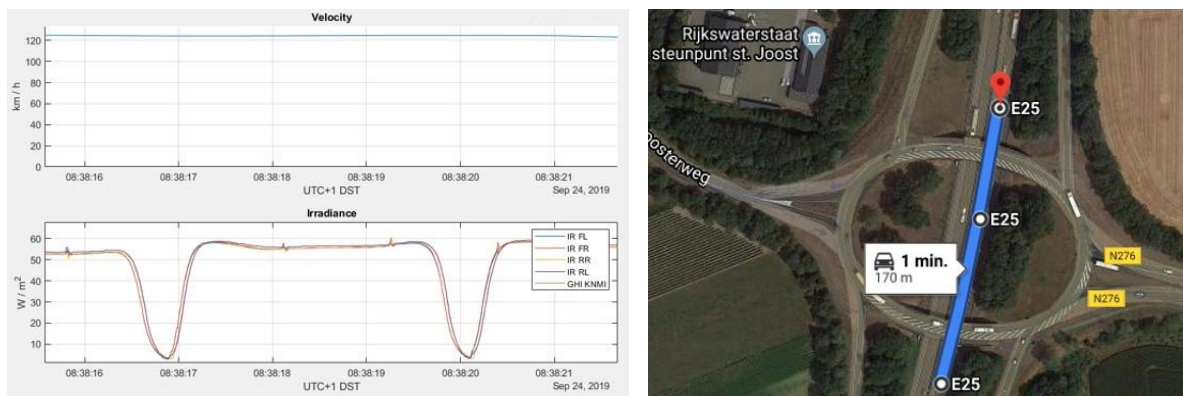 Velocity
km / h
120
100
80
60
40
20
0
08:38:16 08:38:17 08:38:18 08:38:19 08:38:20 08:38:21
UTC+1 DST
Sep 24, 2019
Irradiance
W / m²
60
50
40
30
20
10
IR FL
IR FR
IR RR
IR RL
GHI KNMI
08:38:16 08:38:17 08:38:18 08:38:19 08:38:20 08:38:21
UTC+1 DST
Sep 24, 2019
Rijkswaterstaat
steunpunt st. Joost
E25
oosterweg
E25
1 min.
170 m
N276
N276
E25